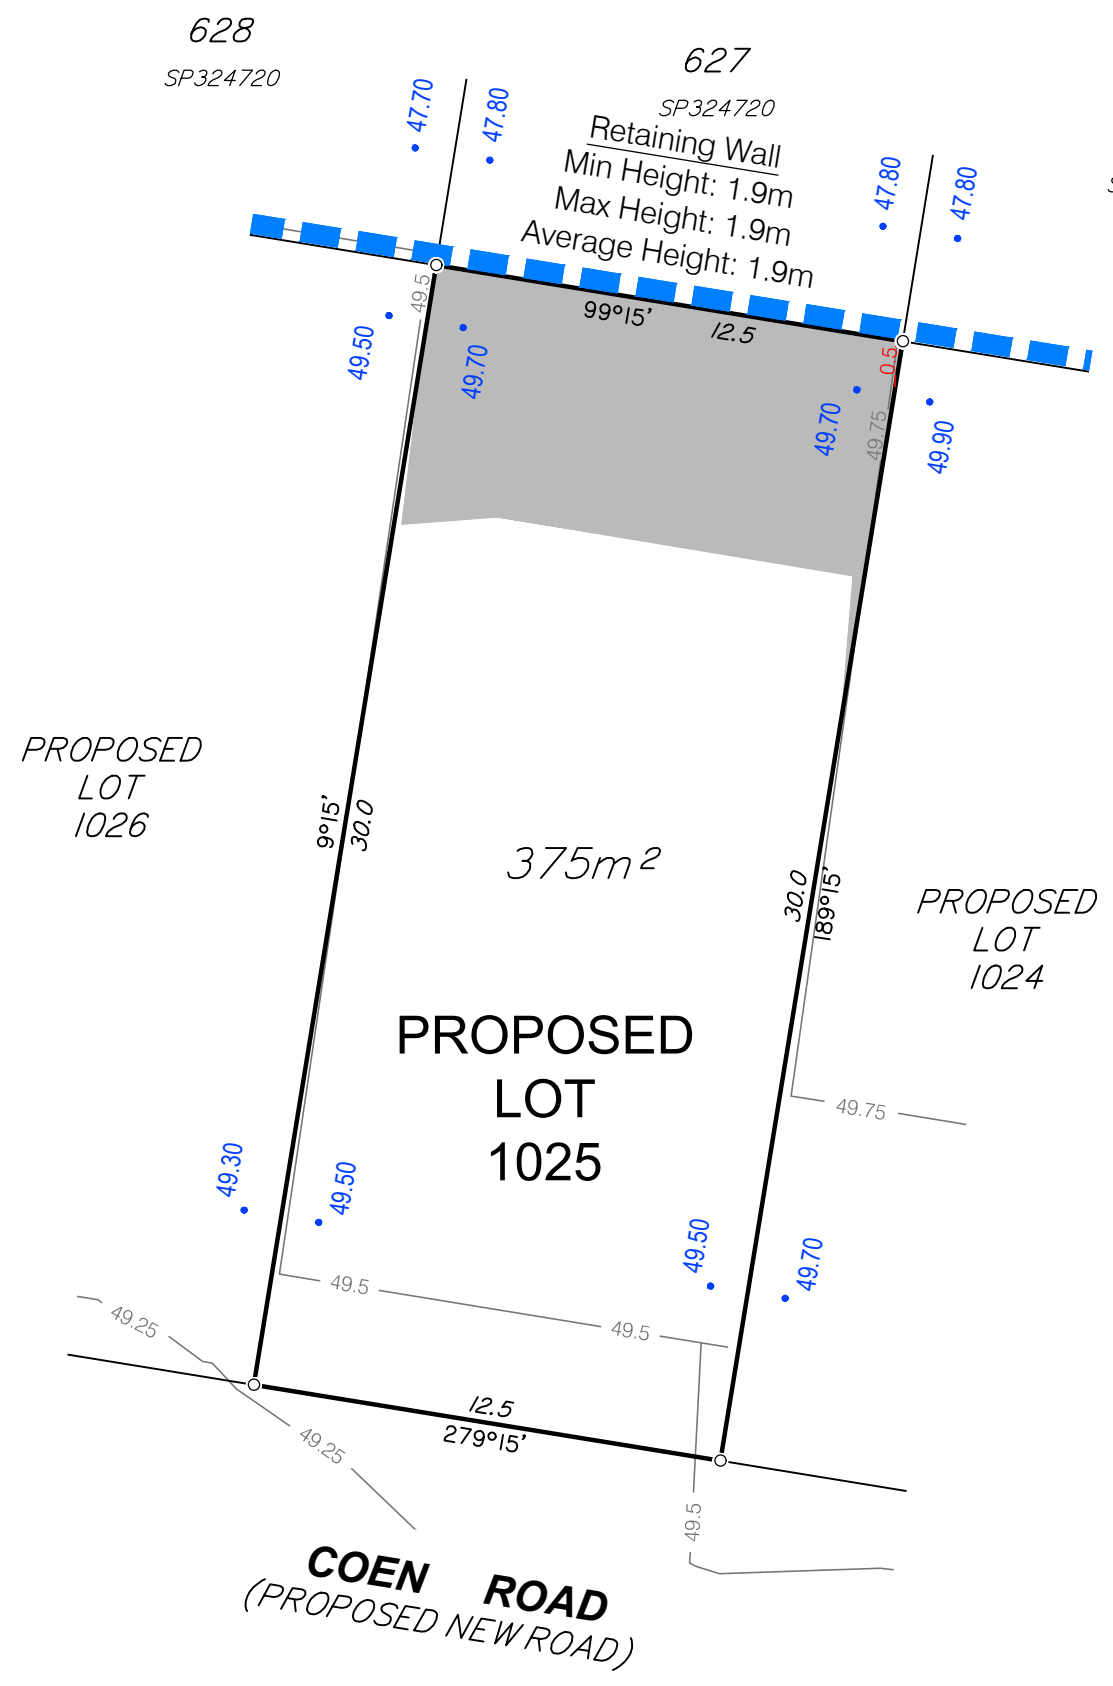 628
SP324720
627
SP324720
47.70
47.80
Retaining Wall
Min Height: 1.9m
Max Height: 1.9m
Average Height: 1.9m
47.80
47.80
49.5
99°15'
12.5
0.5
49.50
49.70
49.70
49.75
49.90
PROPOSED
LOT
1026
9°15'
30.0
375m²
30.0
189°15'
PROPOSED
LOT
1024
PROPOSED
LOT
1025
49.75
49.30
49.50
49.50
49.70
49.5
49.5
49.25
12.5
279°15'
49.25
49.5
COEN ROAD
(PROPOSED NEW ROAD)